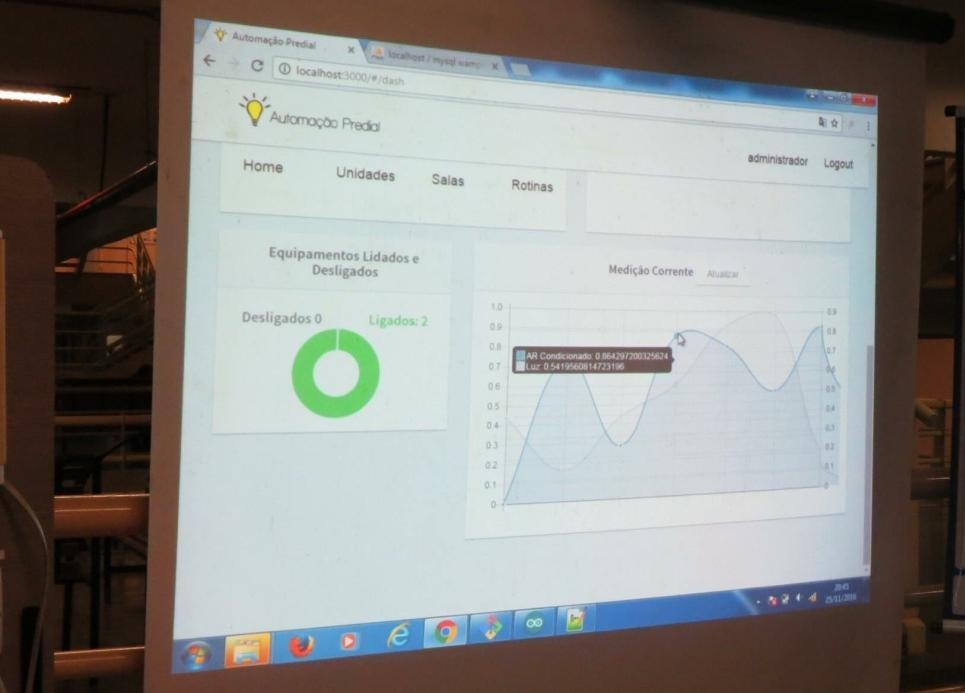 Automação Predial
localhost / mysql wamp
localhost:3000/#/dash
Automação Predial
administrador Logout
Home Unidades Salas Rotinas
Equipamentos Lidados e
Desligados
Desligados 0 Ligados: 2
Medição Corrente Atualizar
1.0
0.9
0.8
0.7
0.6
0.5
0.4
0.3
0.2
0.1
0
AR Condicionado: 0.864297200325624
Luz: 0.5419560814723196
0.9
0.8
0.7
0.6
0.5
0.4
0.3
0.2
0.1
0
20:45
25/11/2016